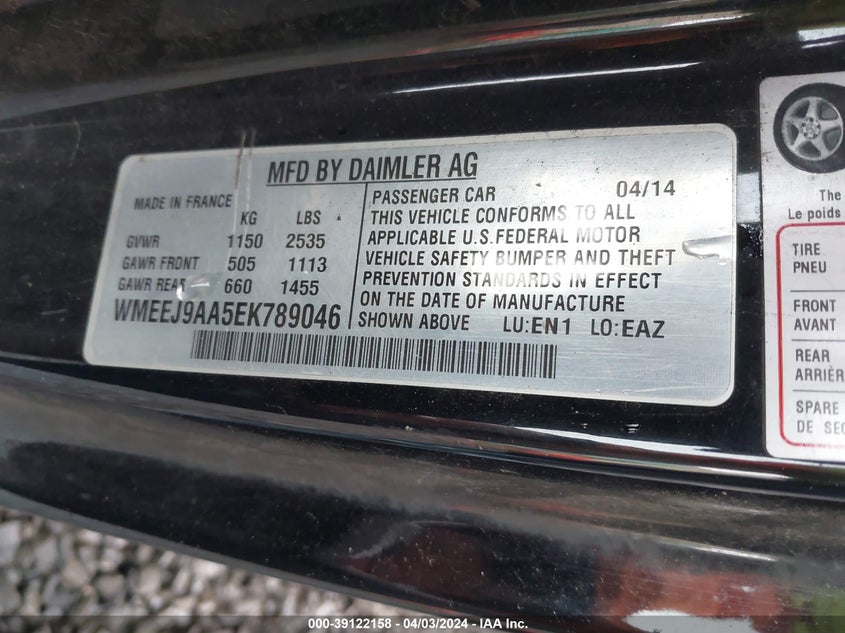 MFD BY DAIMLER AG
MADE IN FRANCE
KG LBS
GVWR 1150 2535
GAWR FRONT 505 1113
GAWR REAR 660 1455
WMEEJ9AA5EK789046
PASSENGER CAR 04/14
THIS VEHICLE CONFORMS TO ALL
APPLICABLE U.S.FEDERAL MOTOR
VEHICLE SAFETY BUMPER AND THEFT
PREVENTION STANDARDS IN EFFECT
ON THE DATE OF MANUFACTURE
SHOWN ABOVE LU:EN1 LO:EAZ
The
Le poids
TIRE
PNEU
FRONT
AVANT
REAR
ARRIÈR
SPARE
DE SEC
000-39122158 - 04/03/2024 - IAA Inc.